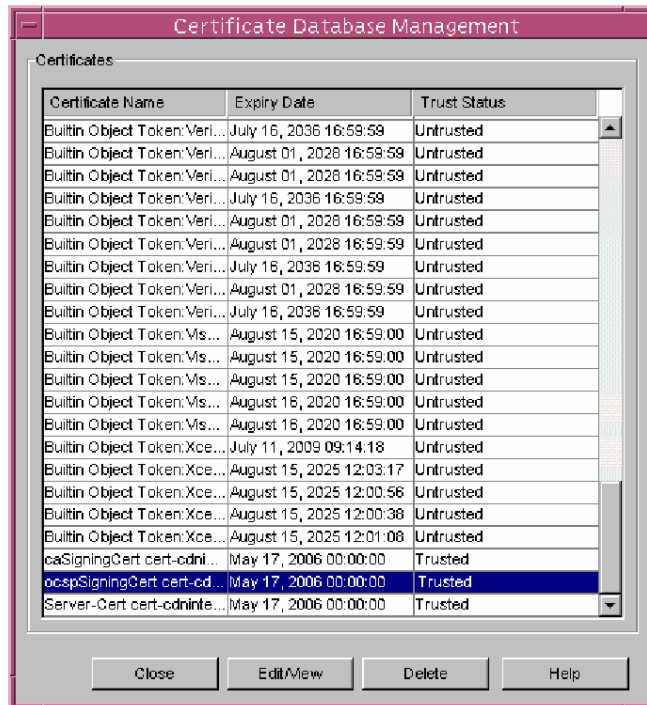 Certificate Database Management
Certificates
Certificate Name Expiry Date Trust Status
Builtin Object Token:Veri... July 16, 2036 16:59:59 Untrusted
Builtin Object Token:Veri... August 01, 2028 16:59:59 Untrusted
Builtin Object Token:Veri... August 01, 2028 16:59:59 Untrusted
Builtin Object Token:Veri... July 16, 2036 16:59:59 Untrusted
Builtin Object Token:Veri... August 01, 2028 16:59:59 Untrusted
Builtin Object Token:Veri... August 01, 2028 16:59:59 Untrusted
Builtin Object Token:Veri... July 16, 2036 16:59:59 Untrusted
Builtin Object Token:Veri... August 01, 2028 16:59:59 Untrusted
Builtin Object Token:Veri... July 16, 2036 16:59:59 Untrusted
Builtin Object Token:Vis... August 15, 2020 16:59:00 Untrusted
Builtin Object Token:Vis... August 15, 2020 16:59:00 Untrusted
Builtin Object Token:Vis... August 15, 2020 16:59:00 Untrusted
Builtin Object Token:Vis... August 16, 2020 16:59:00 Untrusted
Builtin Object Token:Vis... August 16, 2020 16:59:00 Untrusted
Builtin Object Token:Xce... July 11, 2009 09:14:18 Untrusted
Builtin Object Token:Xce... August 15, 2025 12:03:17 Untrusted
Builtin Object Token:Xce... August 15, 2025 12:00:56 Untrusted
Builtin Object Token:Xce... August 15, 2025 12:00:38 Untrusted
Builtin Object Token:Xce... August 15, 2025 12:01:08 Untrusted
caSigningCert cert-cdni... May 17, 2006 00:00:00 Trusted
ocspSigningCert cert-cd... May 17, 2006 00:00:00 Trusted
Server-Cert cert-cdninte... May 17, 2006 00:00:00 Trusted
Close Edit/View Delete Help